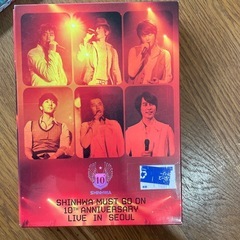 10
SHINHWA
SHINHWA MUST GO ON
10TH ANNIVERSARY
LIVE IN SEOUL